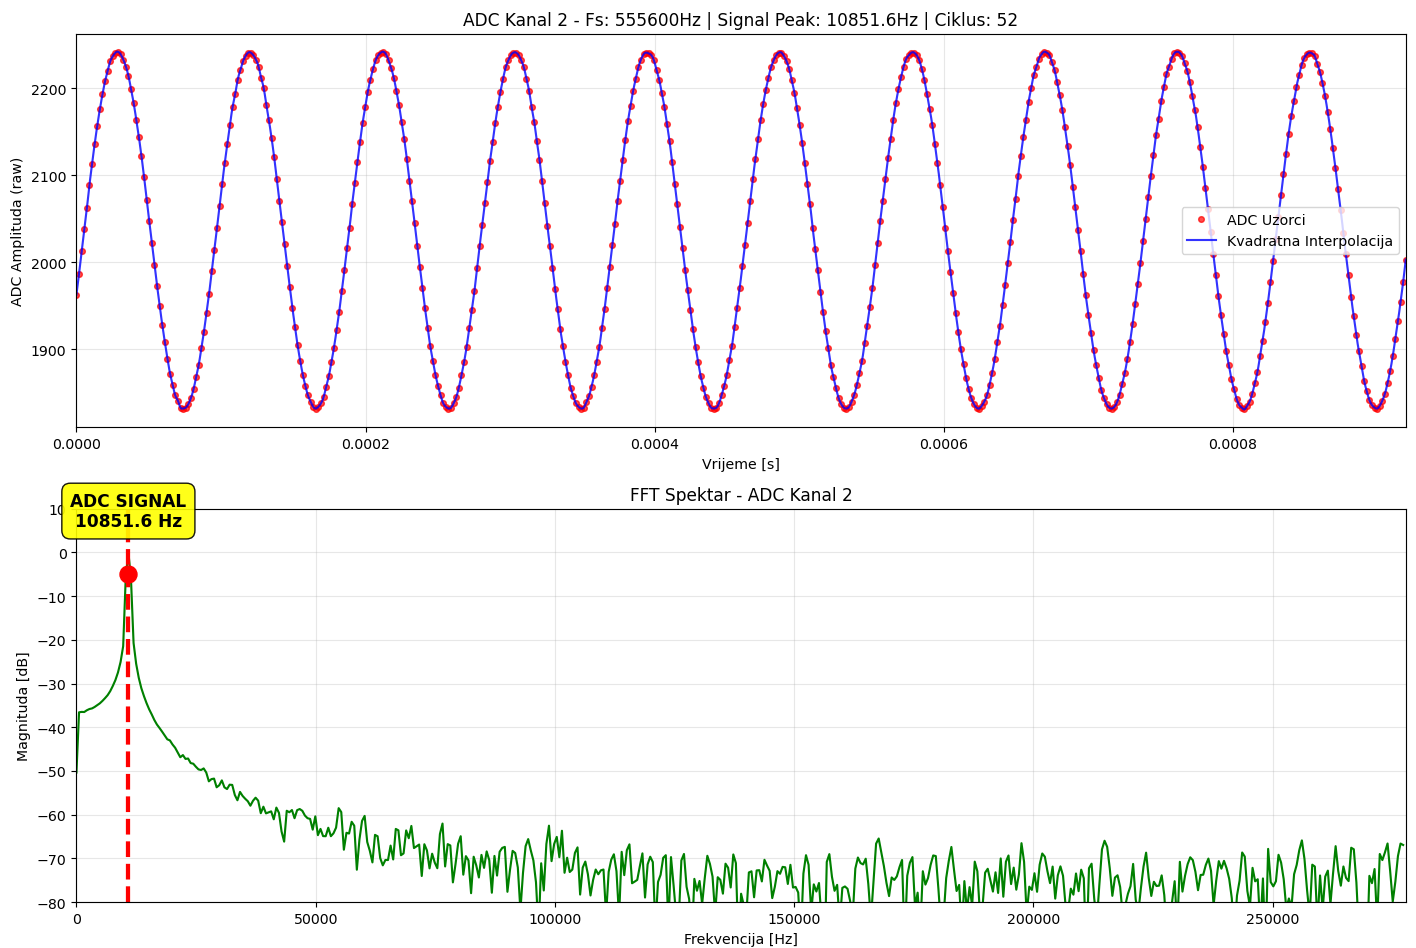 ADC Kanal 2 - Fs: 555600Hz | Signal Peak: 10851.6Hz | Ciklus: 52
ADC Amplituda (raw)
2200
2100
2000
1900
ADC Uzorci
Kvadratna Interpolacija
0.0000 0.0002 0.0004 0.0006 0.0008
Vrijeme [s]
FFT Spektar - ADC Kanal 2
ADC SIGNAL
10851.6 Hz
Magnituda [dB]
10
0
−10
−20
−30
−40
−50
−60
−70
−80
0 50000 100000 150000 200000 250000
Frekvencija [Hz]